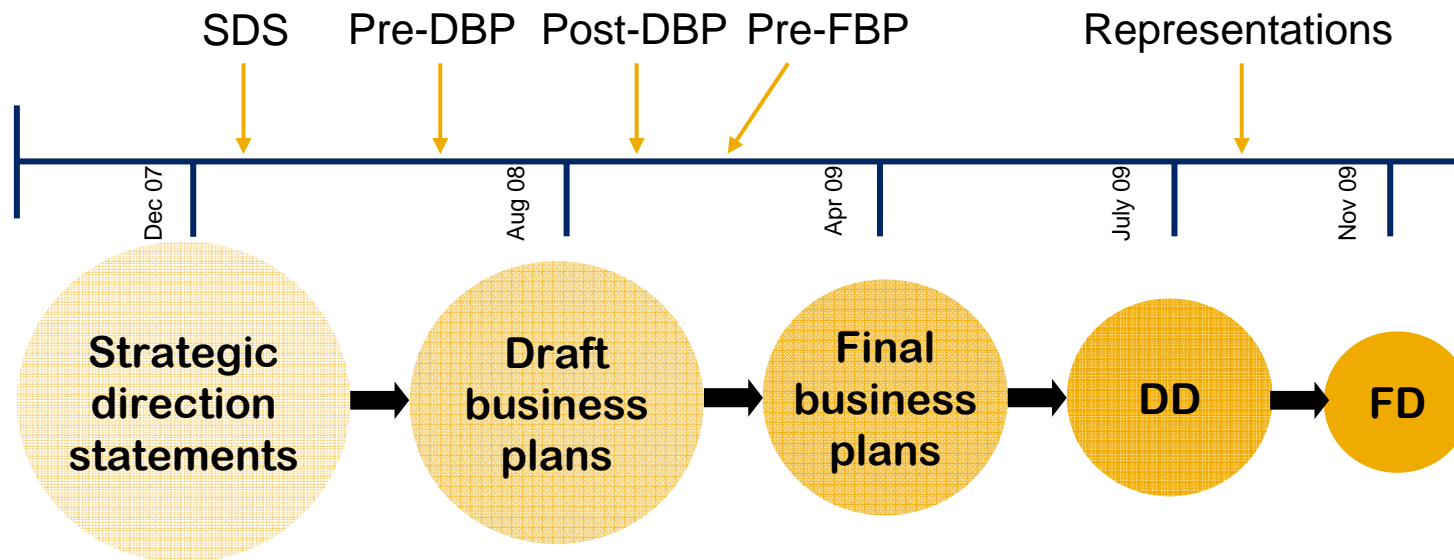 SDS Pre-DBP Post-DBP Pre-FBP Representations
Dec 07
Aug 08
Apr 09
July 09
Nov 09
Strategic
direction
statements
Draft
business
plans
Final
business
plans
DD
FD